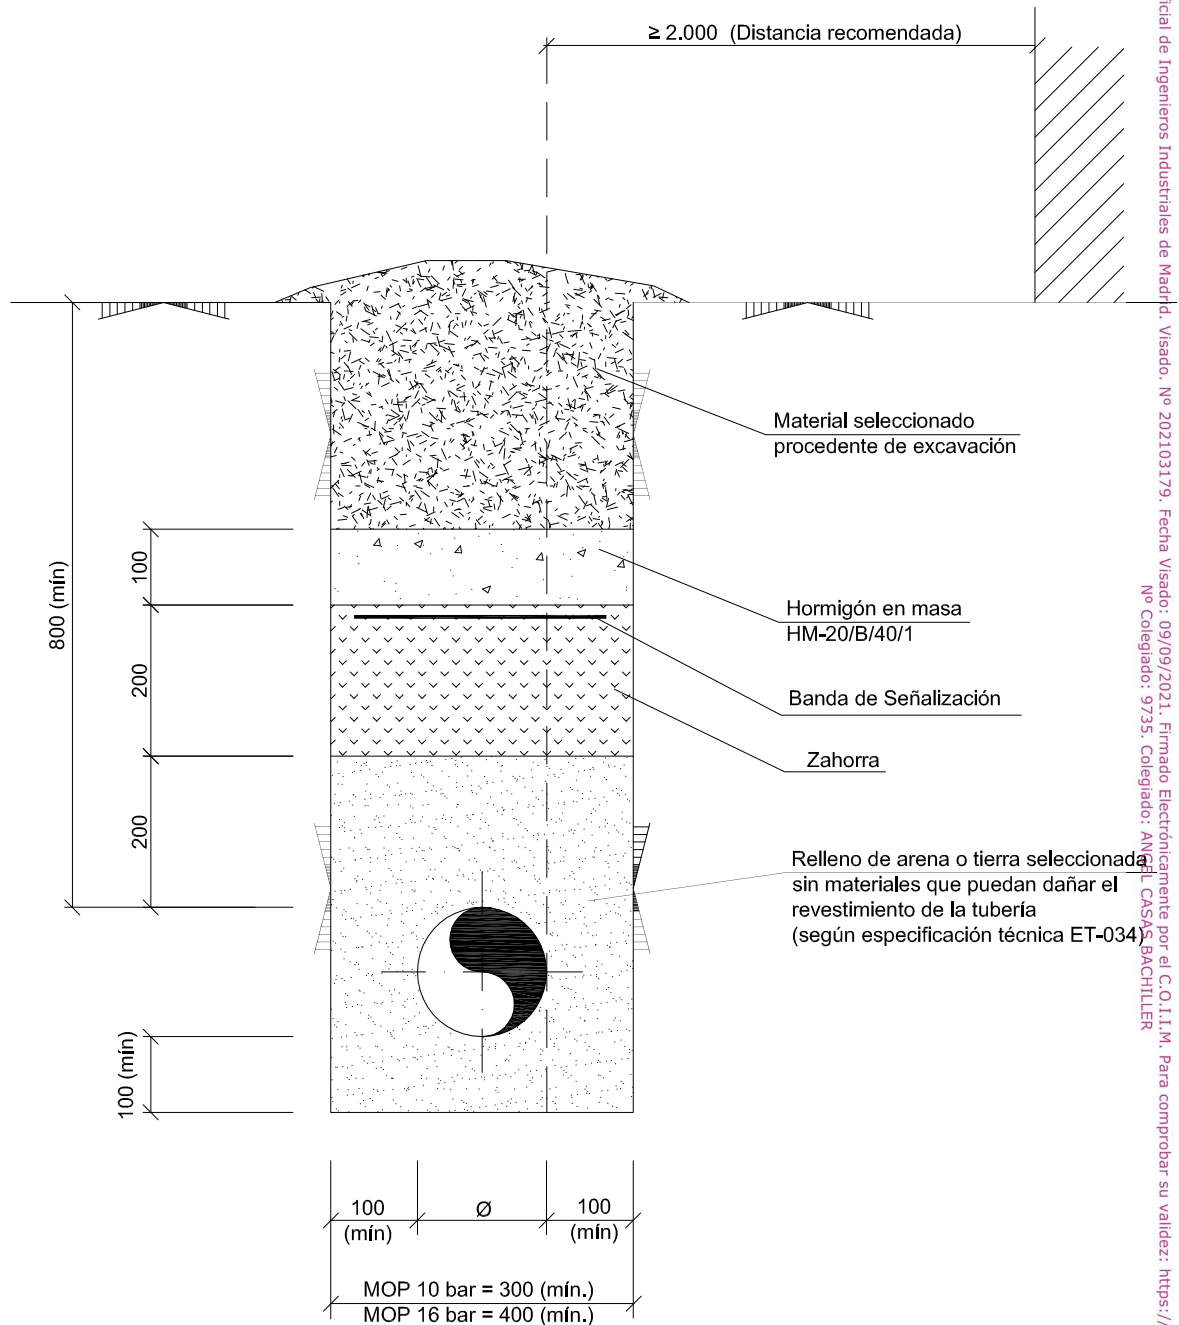 ≥ 2.000 (Distancia recomendada)
Material seleccionado
procedente de excavación
100
800 (mín)
Hormigón en masa
HM-20/B/40/1
200
Banda de Señalización
Zahorra
200
Relleno de arena o tierra seleccionada
sin materiales que puedan dañar el
revestimiento de la tubería
(según especificación técnica ET-034)
100 (mín)
100
(mín)
Ø
100
(mín)
MOP 10 bar = 300 (mín.)
MOP 16 bar = 400 (mín.)
de Ingenieros Industriales de Madrid. Visado. Nº 202103179. Fecha Visado: 09/09/2021. Firmado Electrónicamente por el C.O.I.I.M. Para comprobar su validez: https:/
Nº Colegiado: 9735. Colegiado: ANGEL CASAS BACHILLER